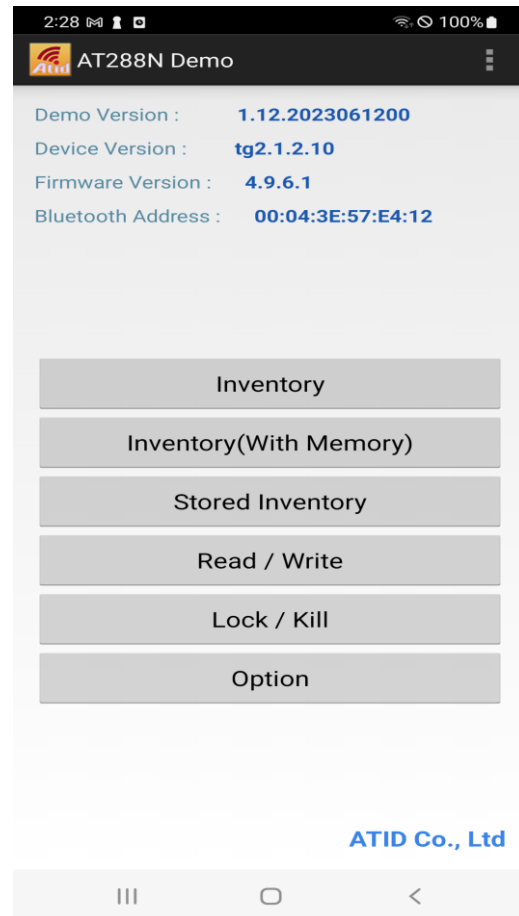 2:28 100%
Atid AT288N Demo
Demo Version : 1.12.2023061200
Device Version : tg2.1.2.10
Firmware Version : 4.9.6.1
Bluetooth Address : 00:04:3E:57:E4:12
Inventory
Inventory(With Memory)
Stored Inventory
Read / Write
Lock / Kill
Option
ATID Co., Ltd